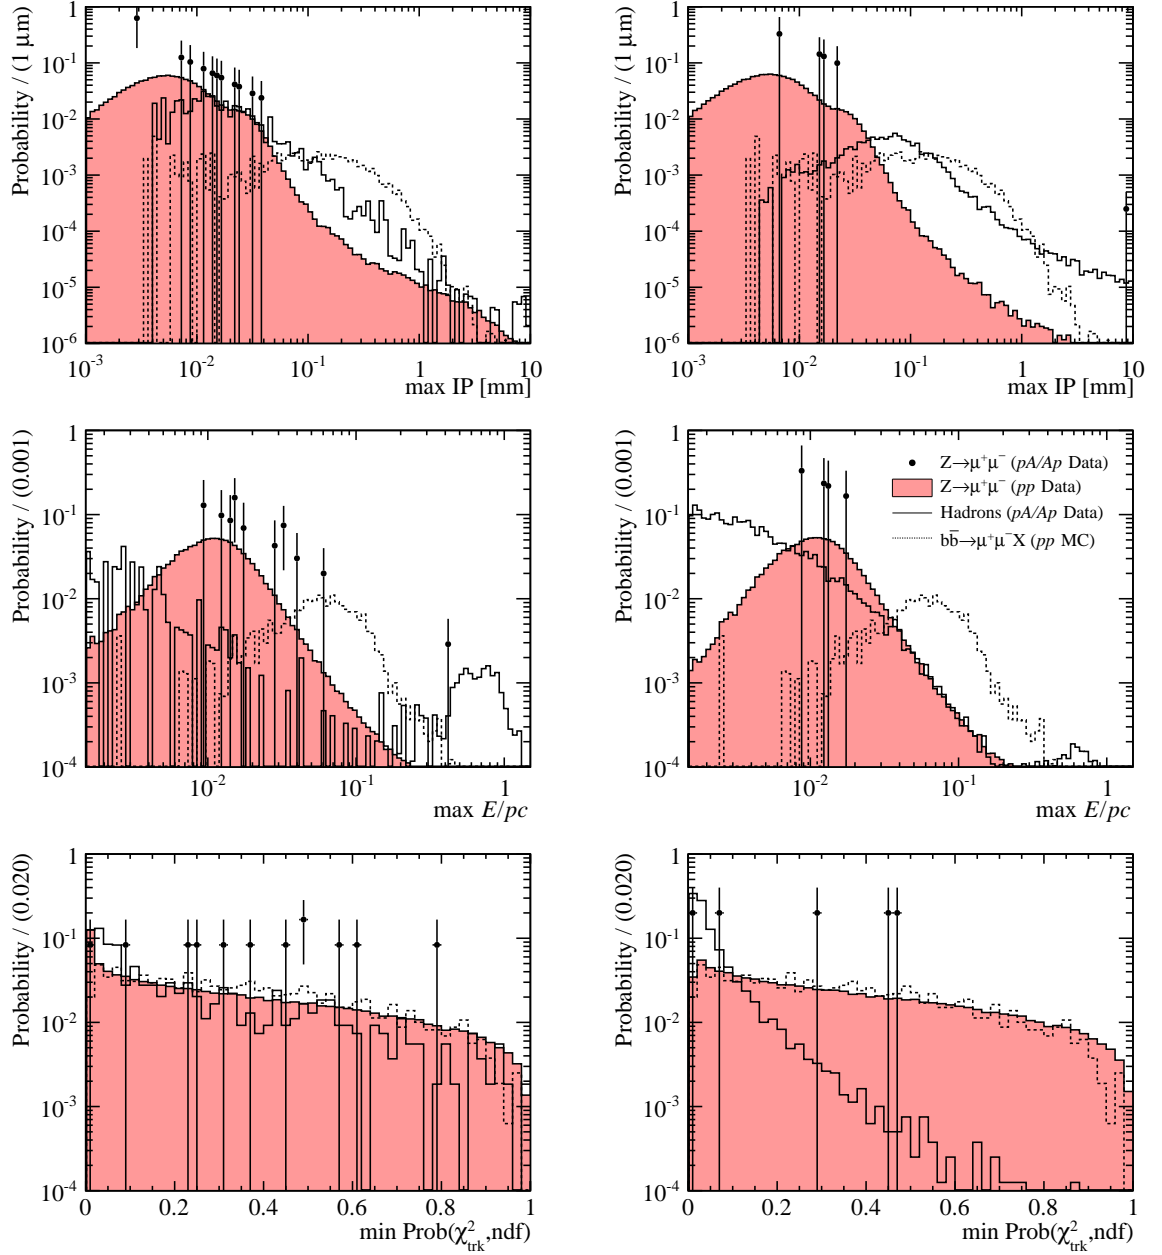 Probability / (1 μm)
1
10⁻¹
10⁻²
10⁻³
10⁻⁴
10⁻⁵
10⁻⁶
10⁻³ 10⁻² 10⁻¹ 1 10
max IP [mm]
Probability / (1 μm)
1
10⁻¹
10⁻²
10⁻³
10⁻⁴
10⁻⁵
10⁻⁶
10⁻³ 10⁻² 10⁻¹ 1 10
max IP [mm]
Probability / (0.001)
1
10⁻¹
10⁻²
10⁻³
10⁻⁴
10⁻² 10⁻¹ 1
max E/pc
Probability / (0.001)
1
10⁻¹
10⁻²
10⁻³
10⁻⁴
Z→μ⁺μ⁻ (pA/Ap Data)
Z→μ⁺μ⁻ (pp Data)
Hadrons (pA/Ap Data)
bb̅→μ⁺μ⁻X (pp MC)
10⁻² 10⁻¹ 1
max E/pc
Probability / (0.020)
1
10⁻¹
10⁻²
10⁻³
10⁻⁴
0 0.2 0.4 0.6 0.8 1
min Prob(χ²trk,ndf)
Probability / (0.020)
1
10⁻¹
10⁻²
10⁻³
10⁻⁴
0 0.2 0.4 0.6 0.8 1
min Prob(χ²trk,ndf)